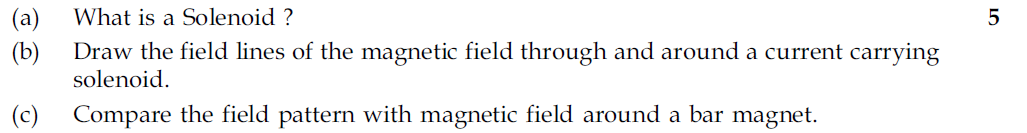 (a) What is a Solenoid ? 5
(b) Draw the field lines of the magnetic field through and around a current carrying
solenoid.
(c) Compare the field pattern with magnetic field around a bar magnet.